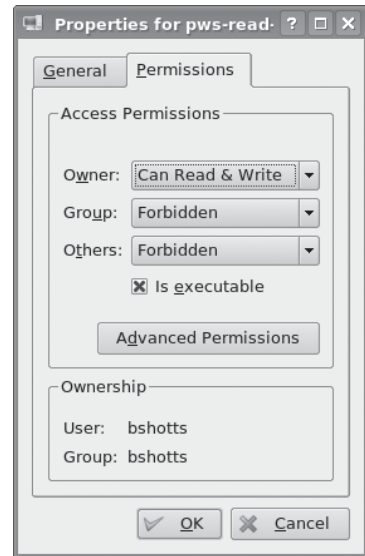 Properties for pws-read-
General Permissions
Access Permissions
Owner: Can Read & Write
Group: Forbidden
Others: Forbidden
Is executable
Advanced Permissions
Ownership
User: bshotts
Group: bshotts
OK Cancel